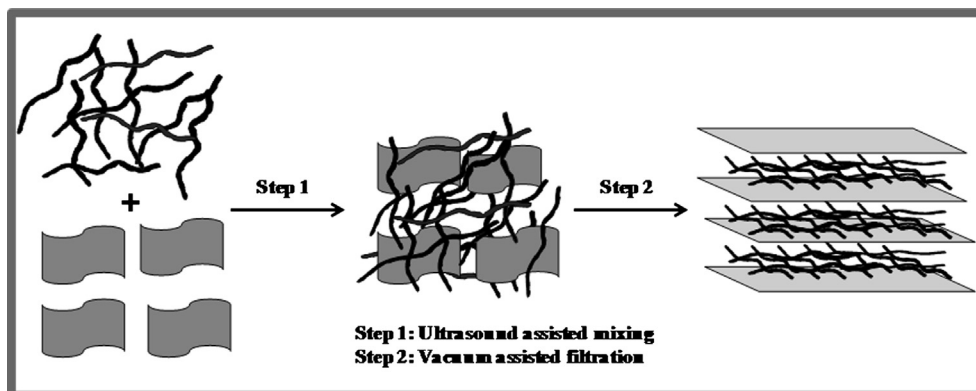 +
Step 1
Step 2
Step 1: Ultrasound assisted mixing
Step 2: Vacuum assisted filtration